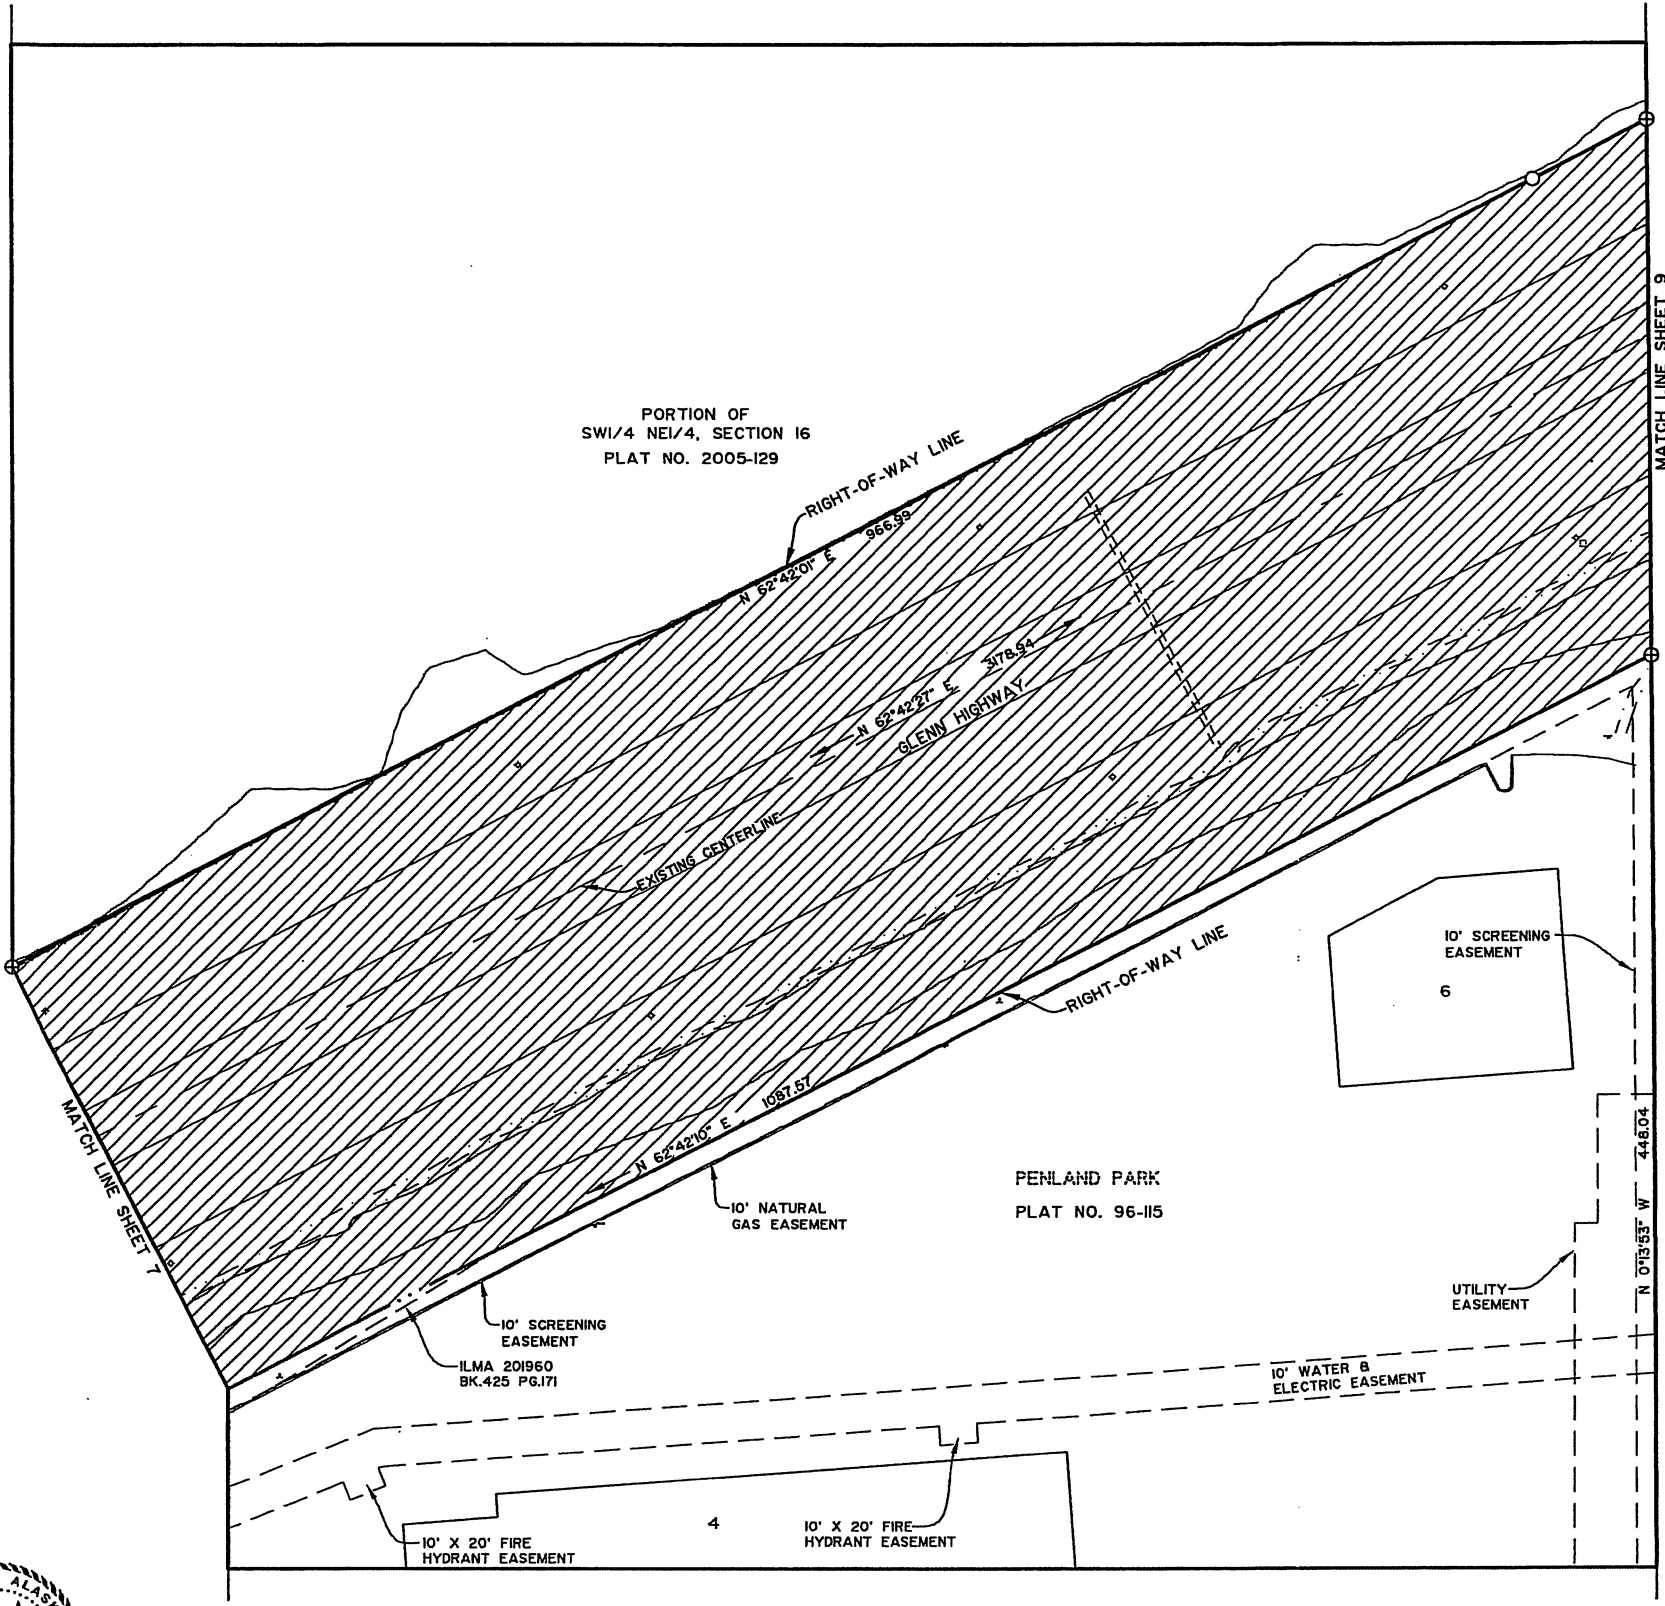 MATCH LINE SHEET 9
PORTION OF
SW1/4 NE1/4, SECTION 16
PLAT NO. 2005-129
RIGHT-OF-WAY LINE
N 62°42'01" E 966.99
N 62°42'27" E 3178.94
GLENN HIGHWAY
EXISTING CENTERLINE
RIGHT-OF-WAY LINE
10' SCREENING
EASEMENT
6
N 62°42'10" E 1087.57
MATCH LINE SHEET 7
10' NATURAL
GAS EASEMENT
PENLAND PARK
PLAT NO. 96-115
N 0°13'53" W 448.04
UTILITY
EASEMENT
10' SCREENING
EASEMENT
ILMA 201960
BK.425 PG.171
10' WATER &
ELECTRIC EASEMENT
4
10' X 20' FIRE
HYDRANT EASEMENT
10' X 20' FIRE
HYDRANT EASEMENT